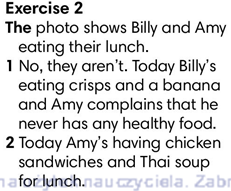 Exercise 2
The photo shows Billy and Amy
eating their lunch.
1 No, they aren't. Today Billy's
eating crisps and a banana
and Amy complains that he
never has any healthy food.
2 Today Amy's having chicken
sandwiches and Thai soup
for lunch.
nauczyciela. Zabr